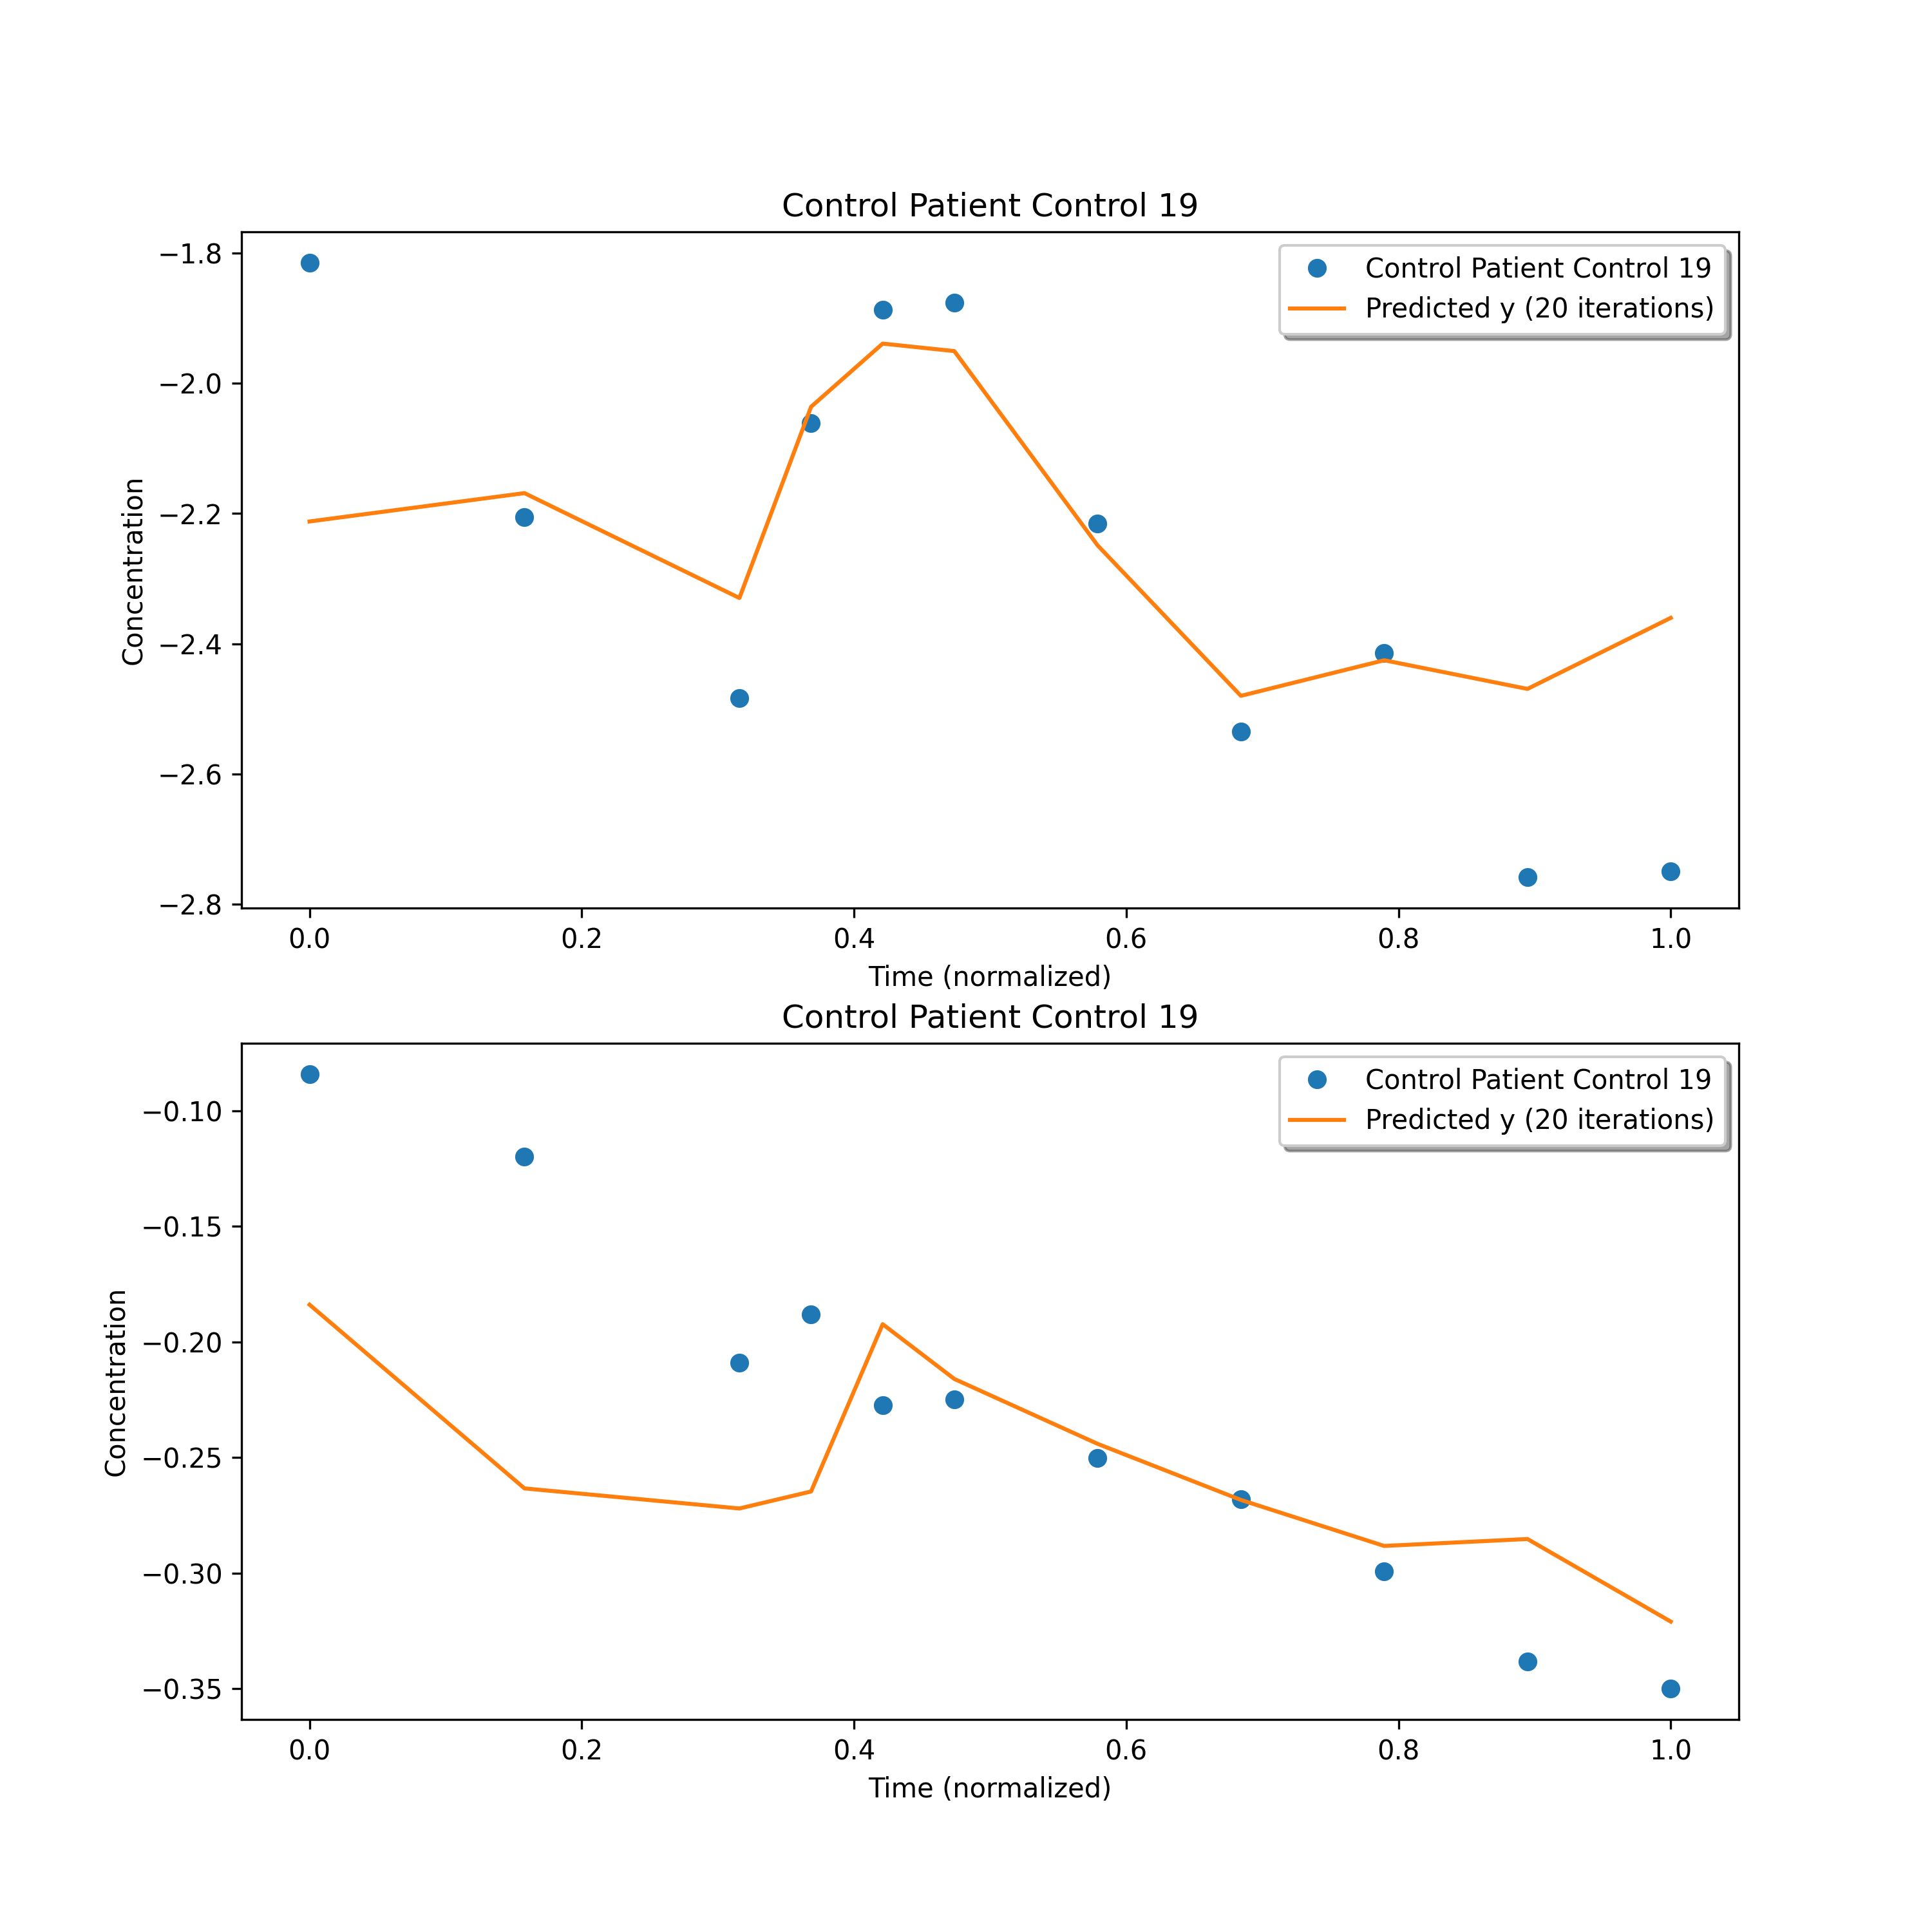 Control Patient Control 19
Control Patient Control 19
Predicted y (20 iterations)
−1.8
−2.0
−2.2
−2.4
−2.6
−2.8
Concentration
0.0 0.2 0.4 0.6 0.8 1.0
Time (normalized)
Control Patient Control 19
Control Patient Control 19
Predicted y (20 iterations)
−0.10
−0.15
−0.20
−0.25
−0.30
−0.35
Concentration
0.0 0.2 0.4 0.6 0.8 1.0
Time (normalized)